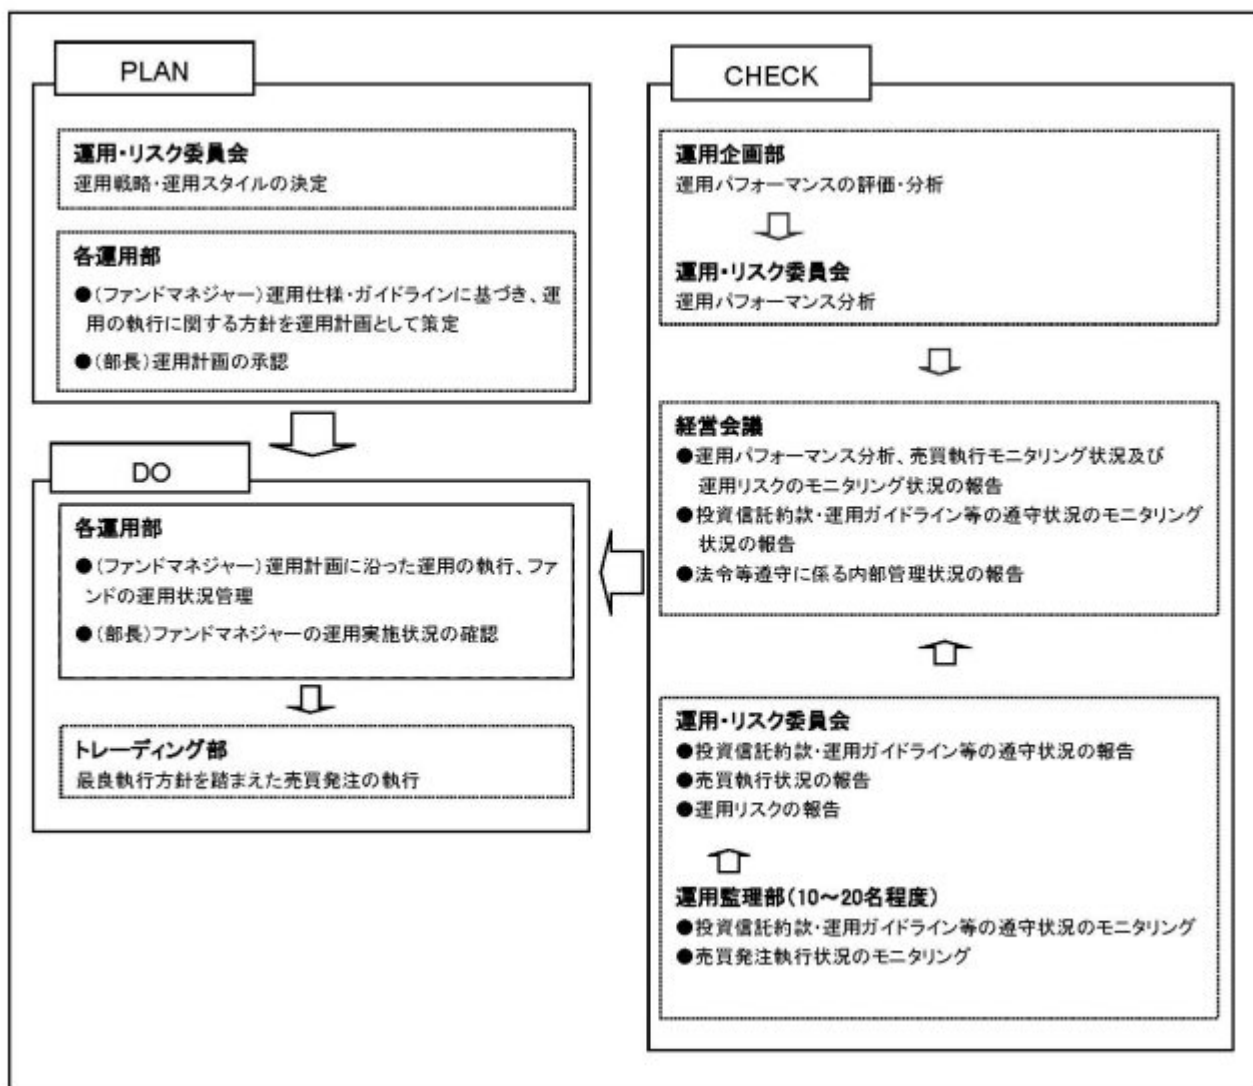 PLAN
運用・リスク委員会
運用戦略・運用スタイルの決定
各運用部
●(ファンドマネジャー)運用仕様・ガイドラインに基づき、運
用の執行に関する方針を運用計画として策定
●(部長)運用計画の承認
DO
各運用部
●(ファンドマネジャー)運用計画に沿った運用の執行、ファ
ンドの運用状況管理
●(部長)ファンドマネジャーの運用実施状況の確認
トレーディング部
最良執行方針を踏まえた売買発注の執行
CHECK
運用企画部
運用パフォーマンスの評価・分析
運用・リスク委員会
運用パフォーマンス分析
経営会議
●運用パフォーマンス分析、売買執行モニタリング状況及び
運用リスクのモニタリング状況の報告
●投資信託約款・運用ガイドライン等の遵守状況のモニタリング
状況の報告
●法令等遵守に係る内部管理状況の報告
運用・リスク委員会
●投資信託約款・運用ガイドライン等の遵守状況の報告
●売買執行状況の報告
●運用リスクの報告
運用監理部(10～20名程度)
●投資信託約款・運用ガイドライン等の遵守状況のモニタリング
●売買発注執行状況のモニタリング